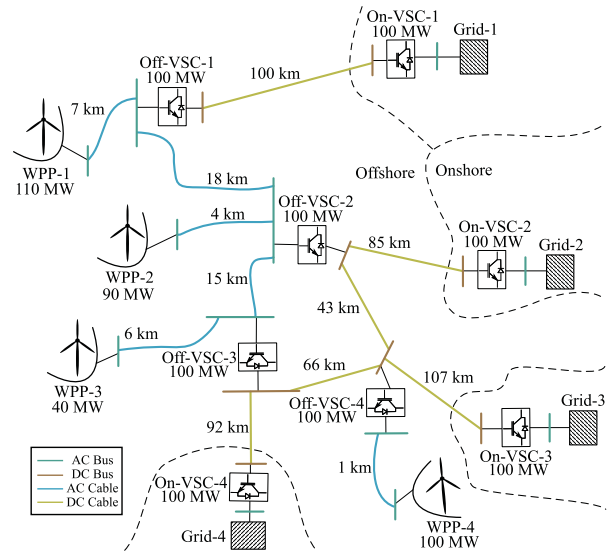 On-VSC-1
100 MW
Grid-1
Off-VSC-1
100 MW
100 km
7 km
WPP-1
110 MW
Offshore
Onshore
18 km
4 km
Off-VSC-2
100 MW
On-VSC-2
100 MW
Grid-2
85 km
WPP-2
90 MW
15 km
43 km
6 km
Off-VSC-3
100 MW
WPP-3
40 MW
66 km
107 km
Off-VSC-4
100 MW
Grid-3
92 km
On-VSC-3
100 MW
AC Bus
DC Bus
AC Cable
DC Cable
On-VSC-4
100 MW
1 km
Grid-4
WPP-4
100 MW